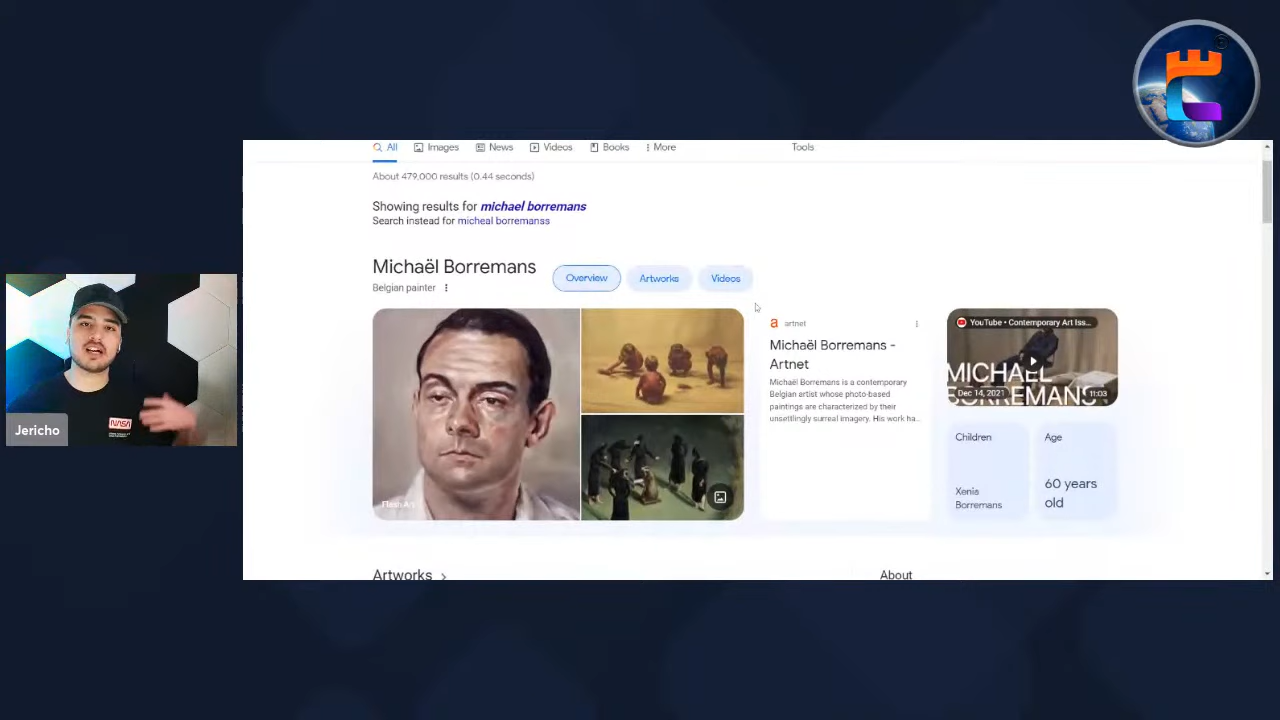 All Images News Videos Books More Tools
About 479,000 results (0.44 seconds)
Showing results for michael borremans
Search instead for micheal borremanss
Michaël Borremans
Belgian painter
Overview Artworks Videos
Flash Art
artnet
Michaël Borremans -
Artnet
Michaël Borremans is a contemporary
Belgian artist whose photo-based
paintings are characterized by their
unsettlingly surreal imagery. His work ha...
YouTube • Contemporary Art Iss...
MICHAEL
BORREMANS
Dec 14, 2021 11:03
Children
Xenia
Borremans
Age
60 years
old
Artworks
About
Jericho
NASA